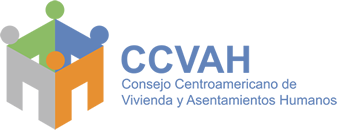 CCVAH
Consejo Centroamericano de
Vivienda y Asentamientos Humanos